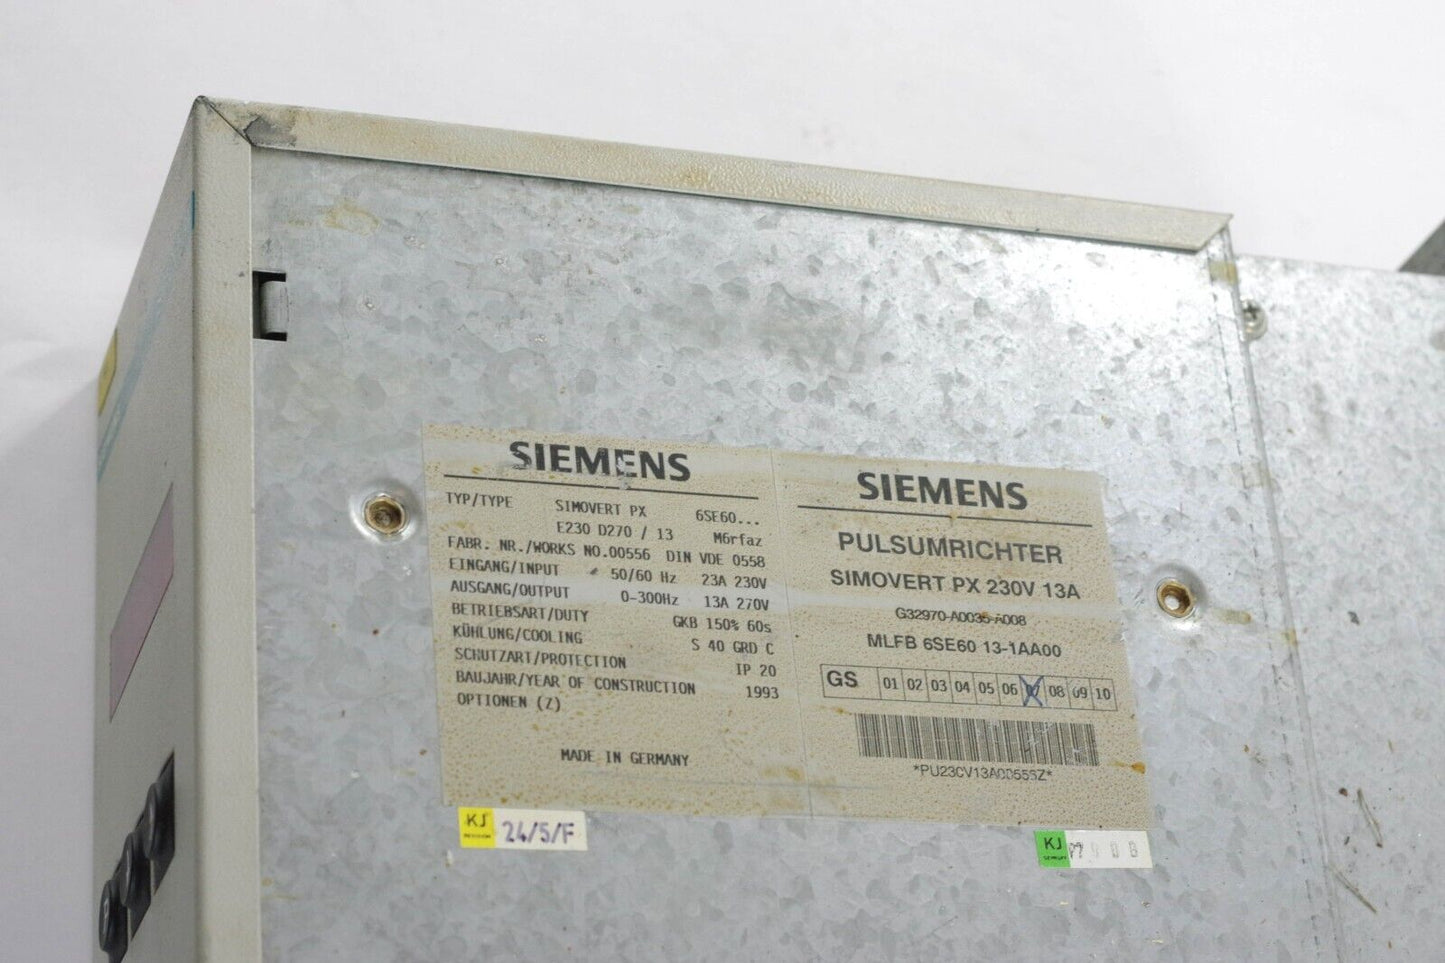 SIEMENS
TYP/TYPE SIMOVERT PX 6SE60...
E230 D270 / 13 M6rfaz
FABR. NR./WORKS NO.00556 DIN VDE 0558
EINGANG/INPUT 50/60 Hz 23A 230V
AUSGANG/OUTPUT 0-300Hz 13A 270V
BETRIEBSART/DUTY GKB 150% 60s
KÜHLUNG/COOLING S 40 GRD C
SCHUTZART/PROTECTION IP 20
BAUJAHR/YEAR OF CONSTRUCTION 1993
OPTIONEN (Z)
MADE IN GERMANY
SIEMENS
PULSUMRICHTER
SIMOVERT PX 230V 13A
G32970-A0035-A008
MLFB 6SE60 13-1AA00
GS 01 02 03 04 05 06 07 08 09 10
*PU230V13A00556Z*
KJ 24/5/F
KJ